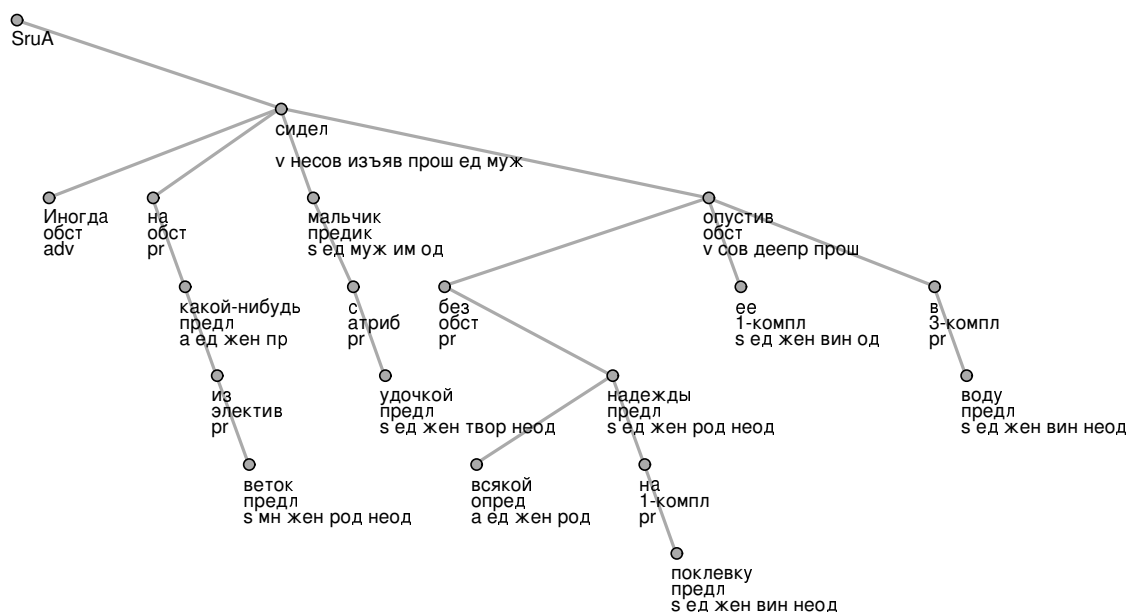 SruA
сидел
v несов изъяв прош ед муж
Иногда
обст
adv
на
обст
pr
мальчик
предик
s ед муж им од
опустив
обст
v сов деепр прош
какой-нибудь
предл
a ед жен пр
с
атриб
pr
без
обст
pr
ее
1-компл
s ед жен вин од
в
3-компл
pr
из
электив
pr
удочкой
предл
s ед жен твор неод
надежды
предл
s ед жен род неод
воду
предл
s ед жен вин неод
веток
предл
s мн жен род неод
всякой
опред
a ед жен род
на
1-компл
pr
поклевку
предл
s ед жен вин неод